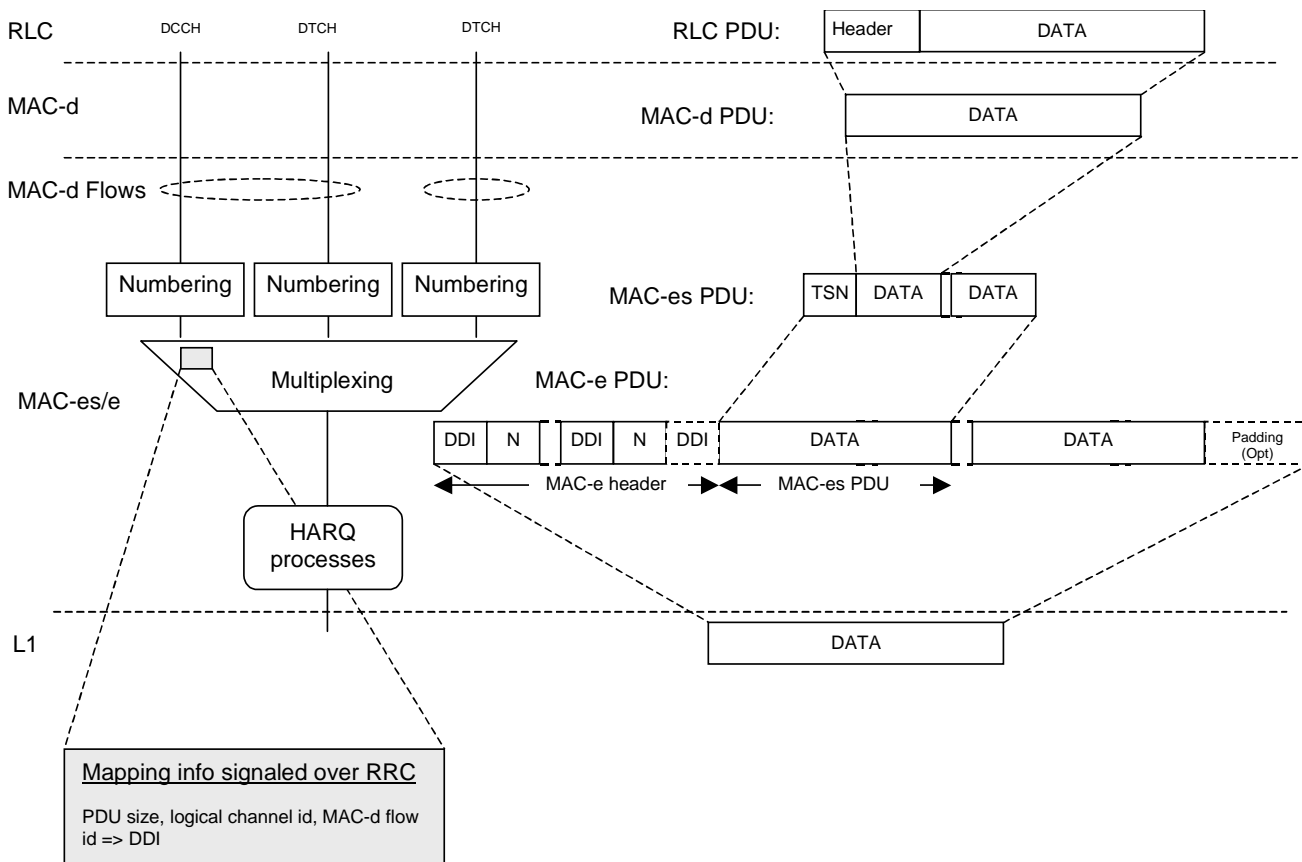 RLC
DCCH
DTCH
DTCH
RLC PDU:
Header
DATA
MAC-d
MAC-d PDU:
DATA
MAC-d Flows
Numbering
Numbering
Numbering
MAC-es PDU:
TSN
DATA
DATA
Multiplexing
MAC-e PDU:
MAC-es/e
DDI
N
DDI
N
DDI
DATA
DATA
Padding
(Opt)
MAC-e header
MAC-es PDU
HARQ
processes
L1
DATA
Mapping info signaled over RRC
PDU size, logical channel id, MAC-d flow
id => DDI